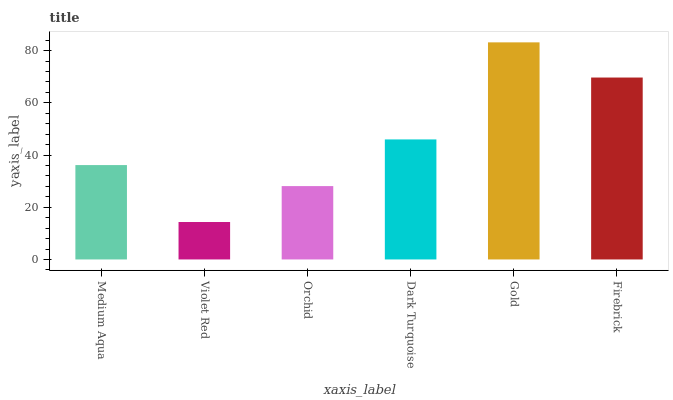 title
yaxis_label
80
60
40
20
0
Medium Aqua
Violet Red
Orchid
Dark Turquoise
Gold
Firebrick
xaxis_label